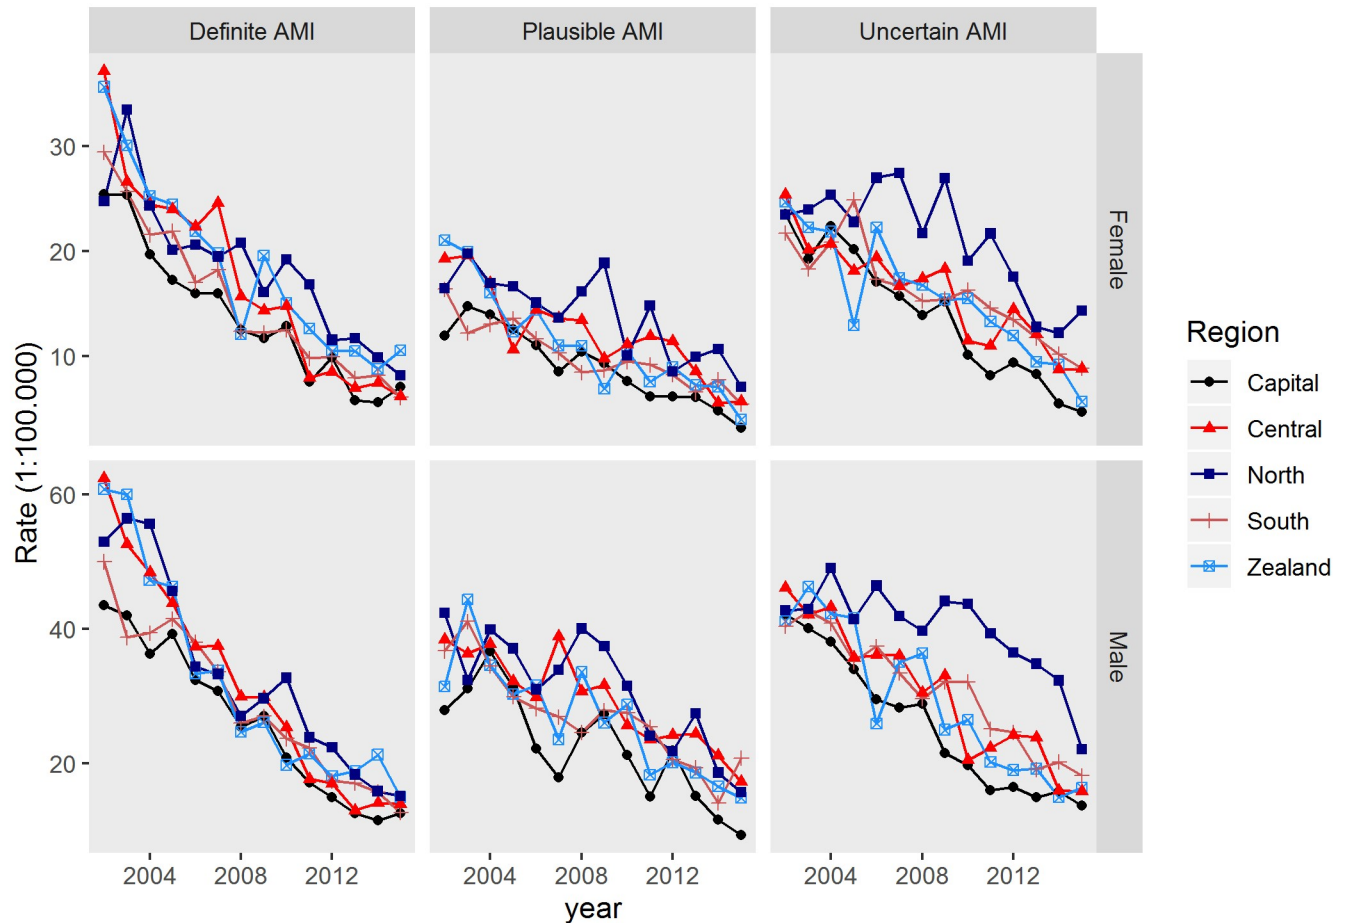 Definite AMI
Plausible AMI
Uncertain AMI
Female
Male
30
20
10
60
40
20
Rate (1:100.000)
2004
2008
2012
2004
2008
2012
2004
2008
2012
year
Region
Capital
Central
North
South
Zealand